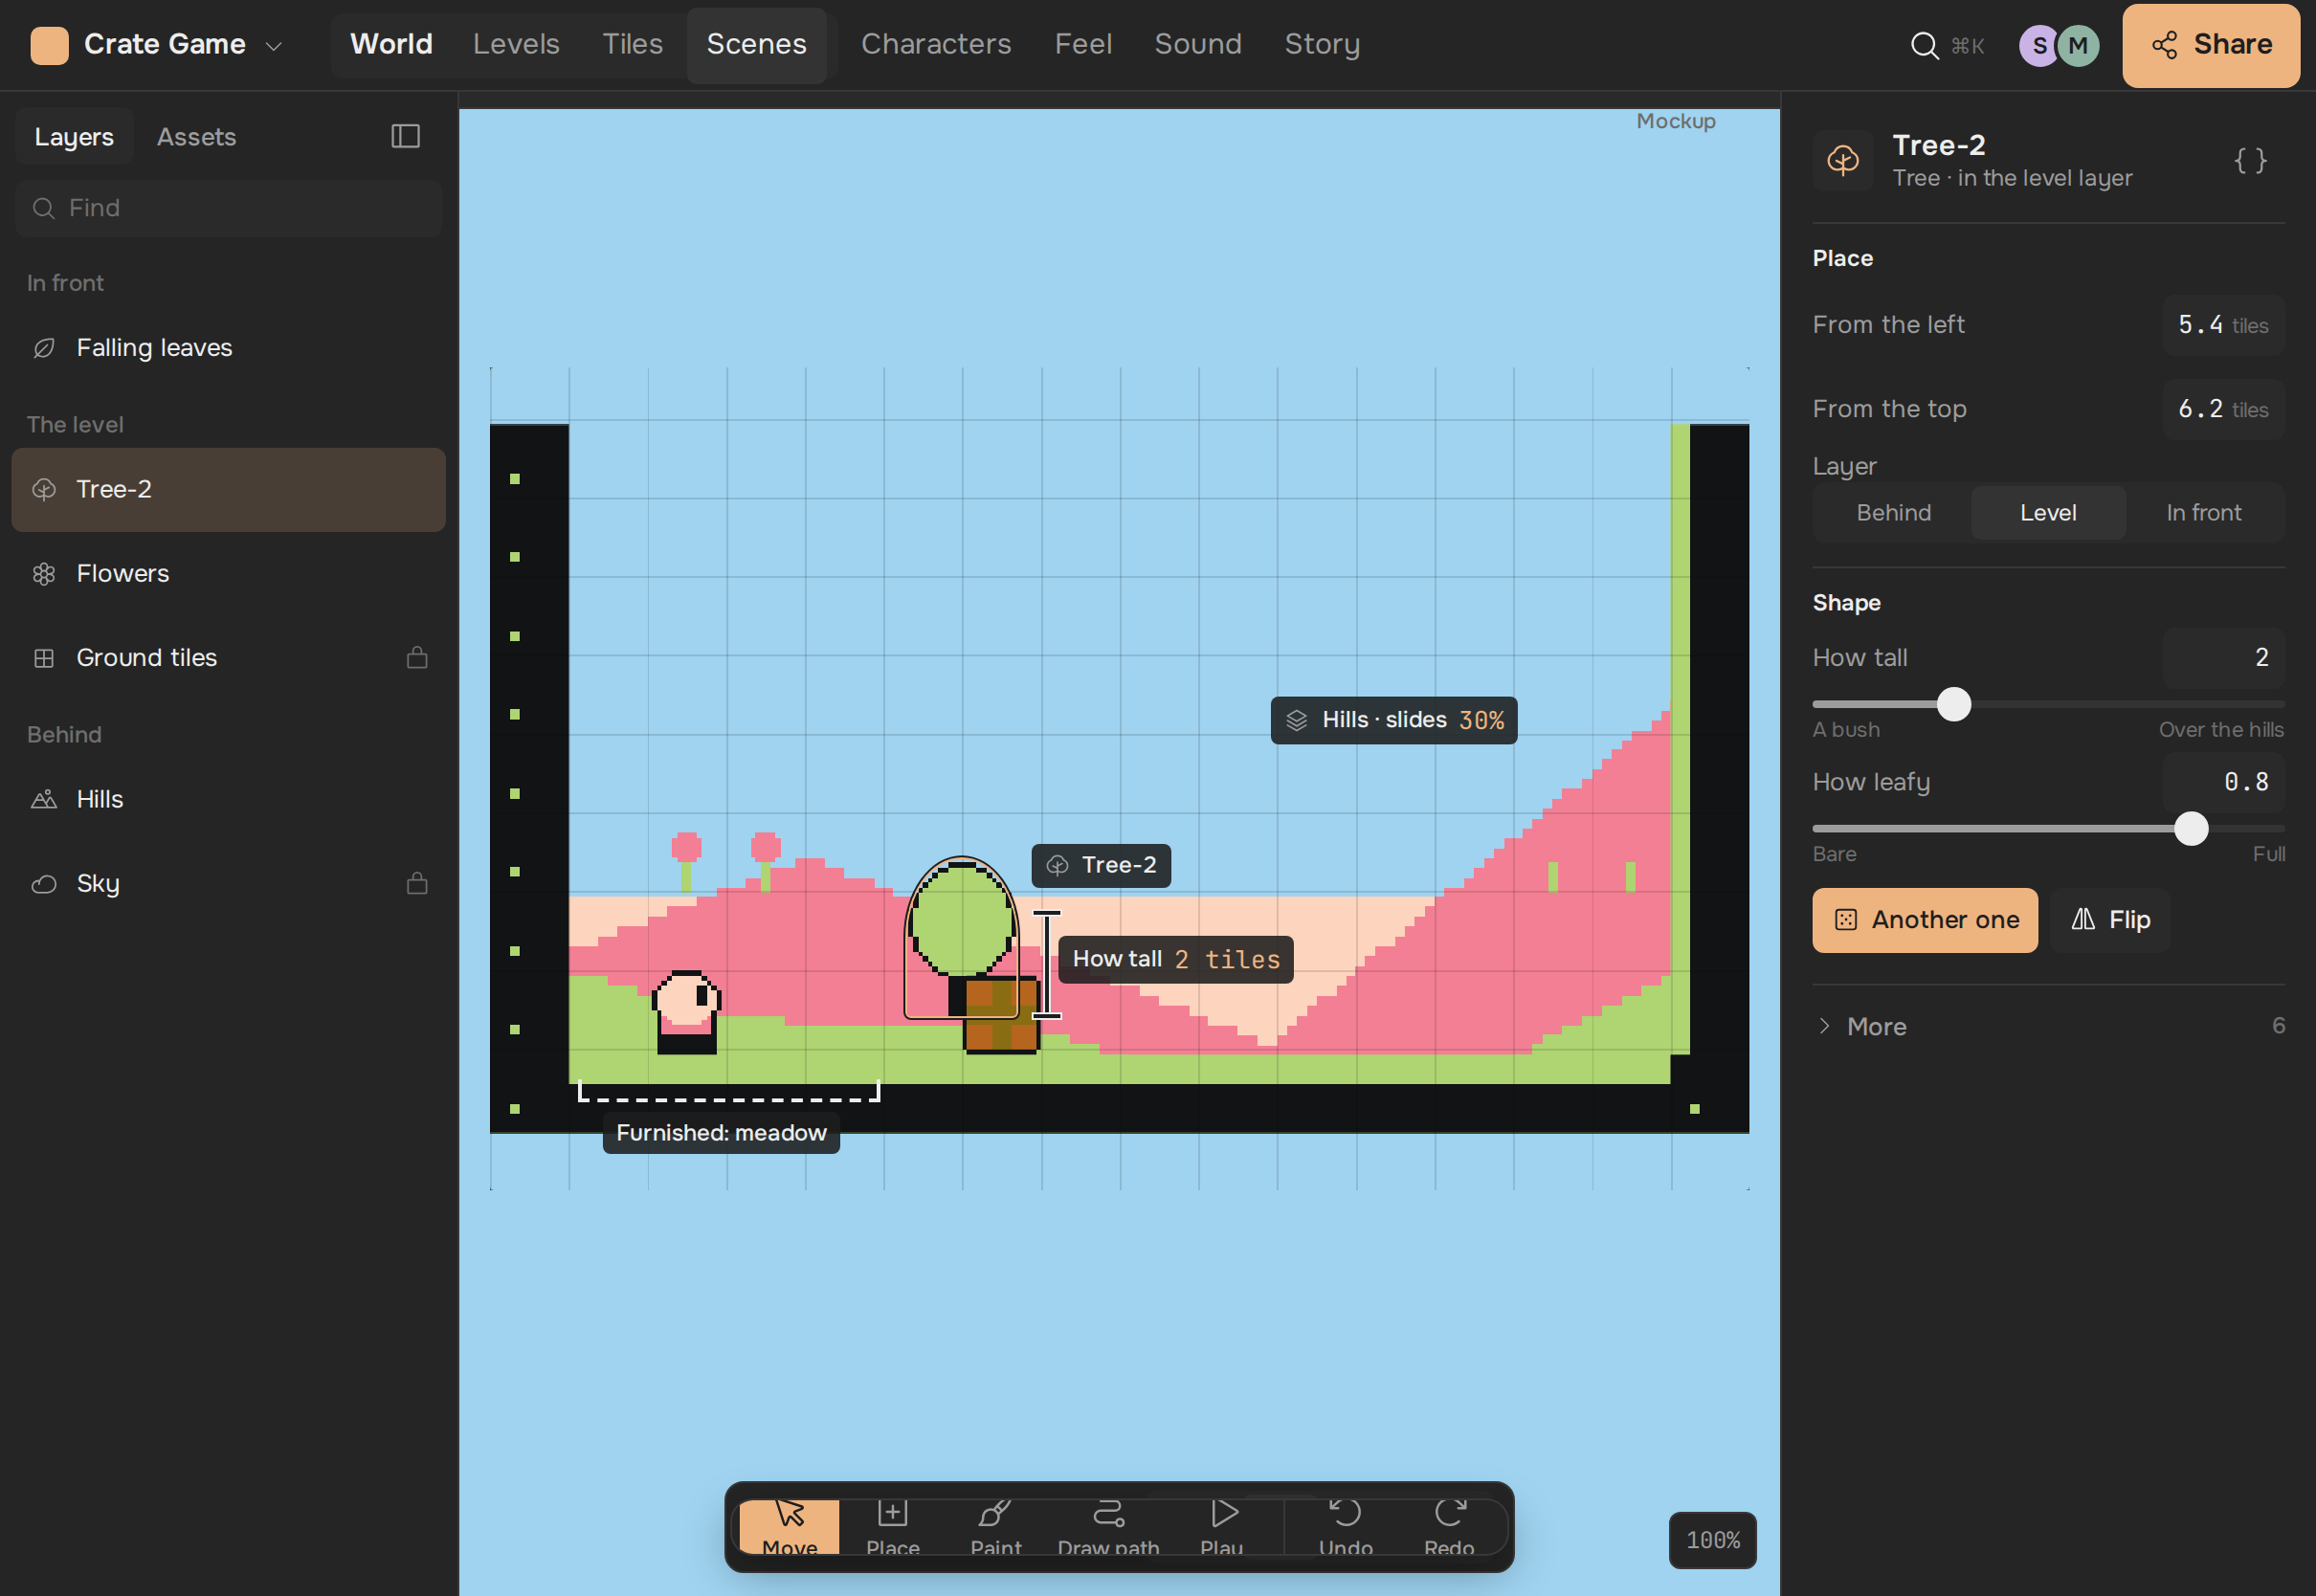 Crate Game World Levels Tiles Scenes Characters Feel Sound Story ⌘K S M Share
Layers Assets
Find
In front
Falling leaves
The level
Tree-2
Flowers
Ground tiles
Behind
Hills
Sky
Mockup
Hills · slides 30%
Tree-2
How tall 2 tiles
Furnished: meadow
Move Place Paint Draw path Play Undo Redo
100%
Tree-2
Tree · in the level layer
{ }
Place
From the left 5.4 tiles
From the top 6.2 tiles
Layer
Behind Level In front
Shape
How tall 2
A bush Over the hills
How leafy 0.8
Bare Full
Another one Flip
More 6